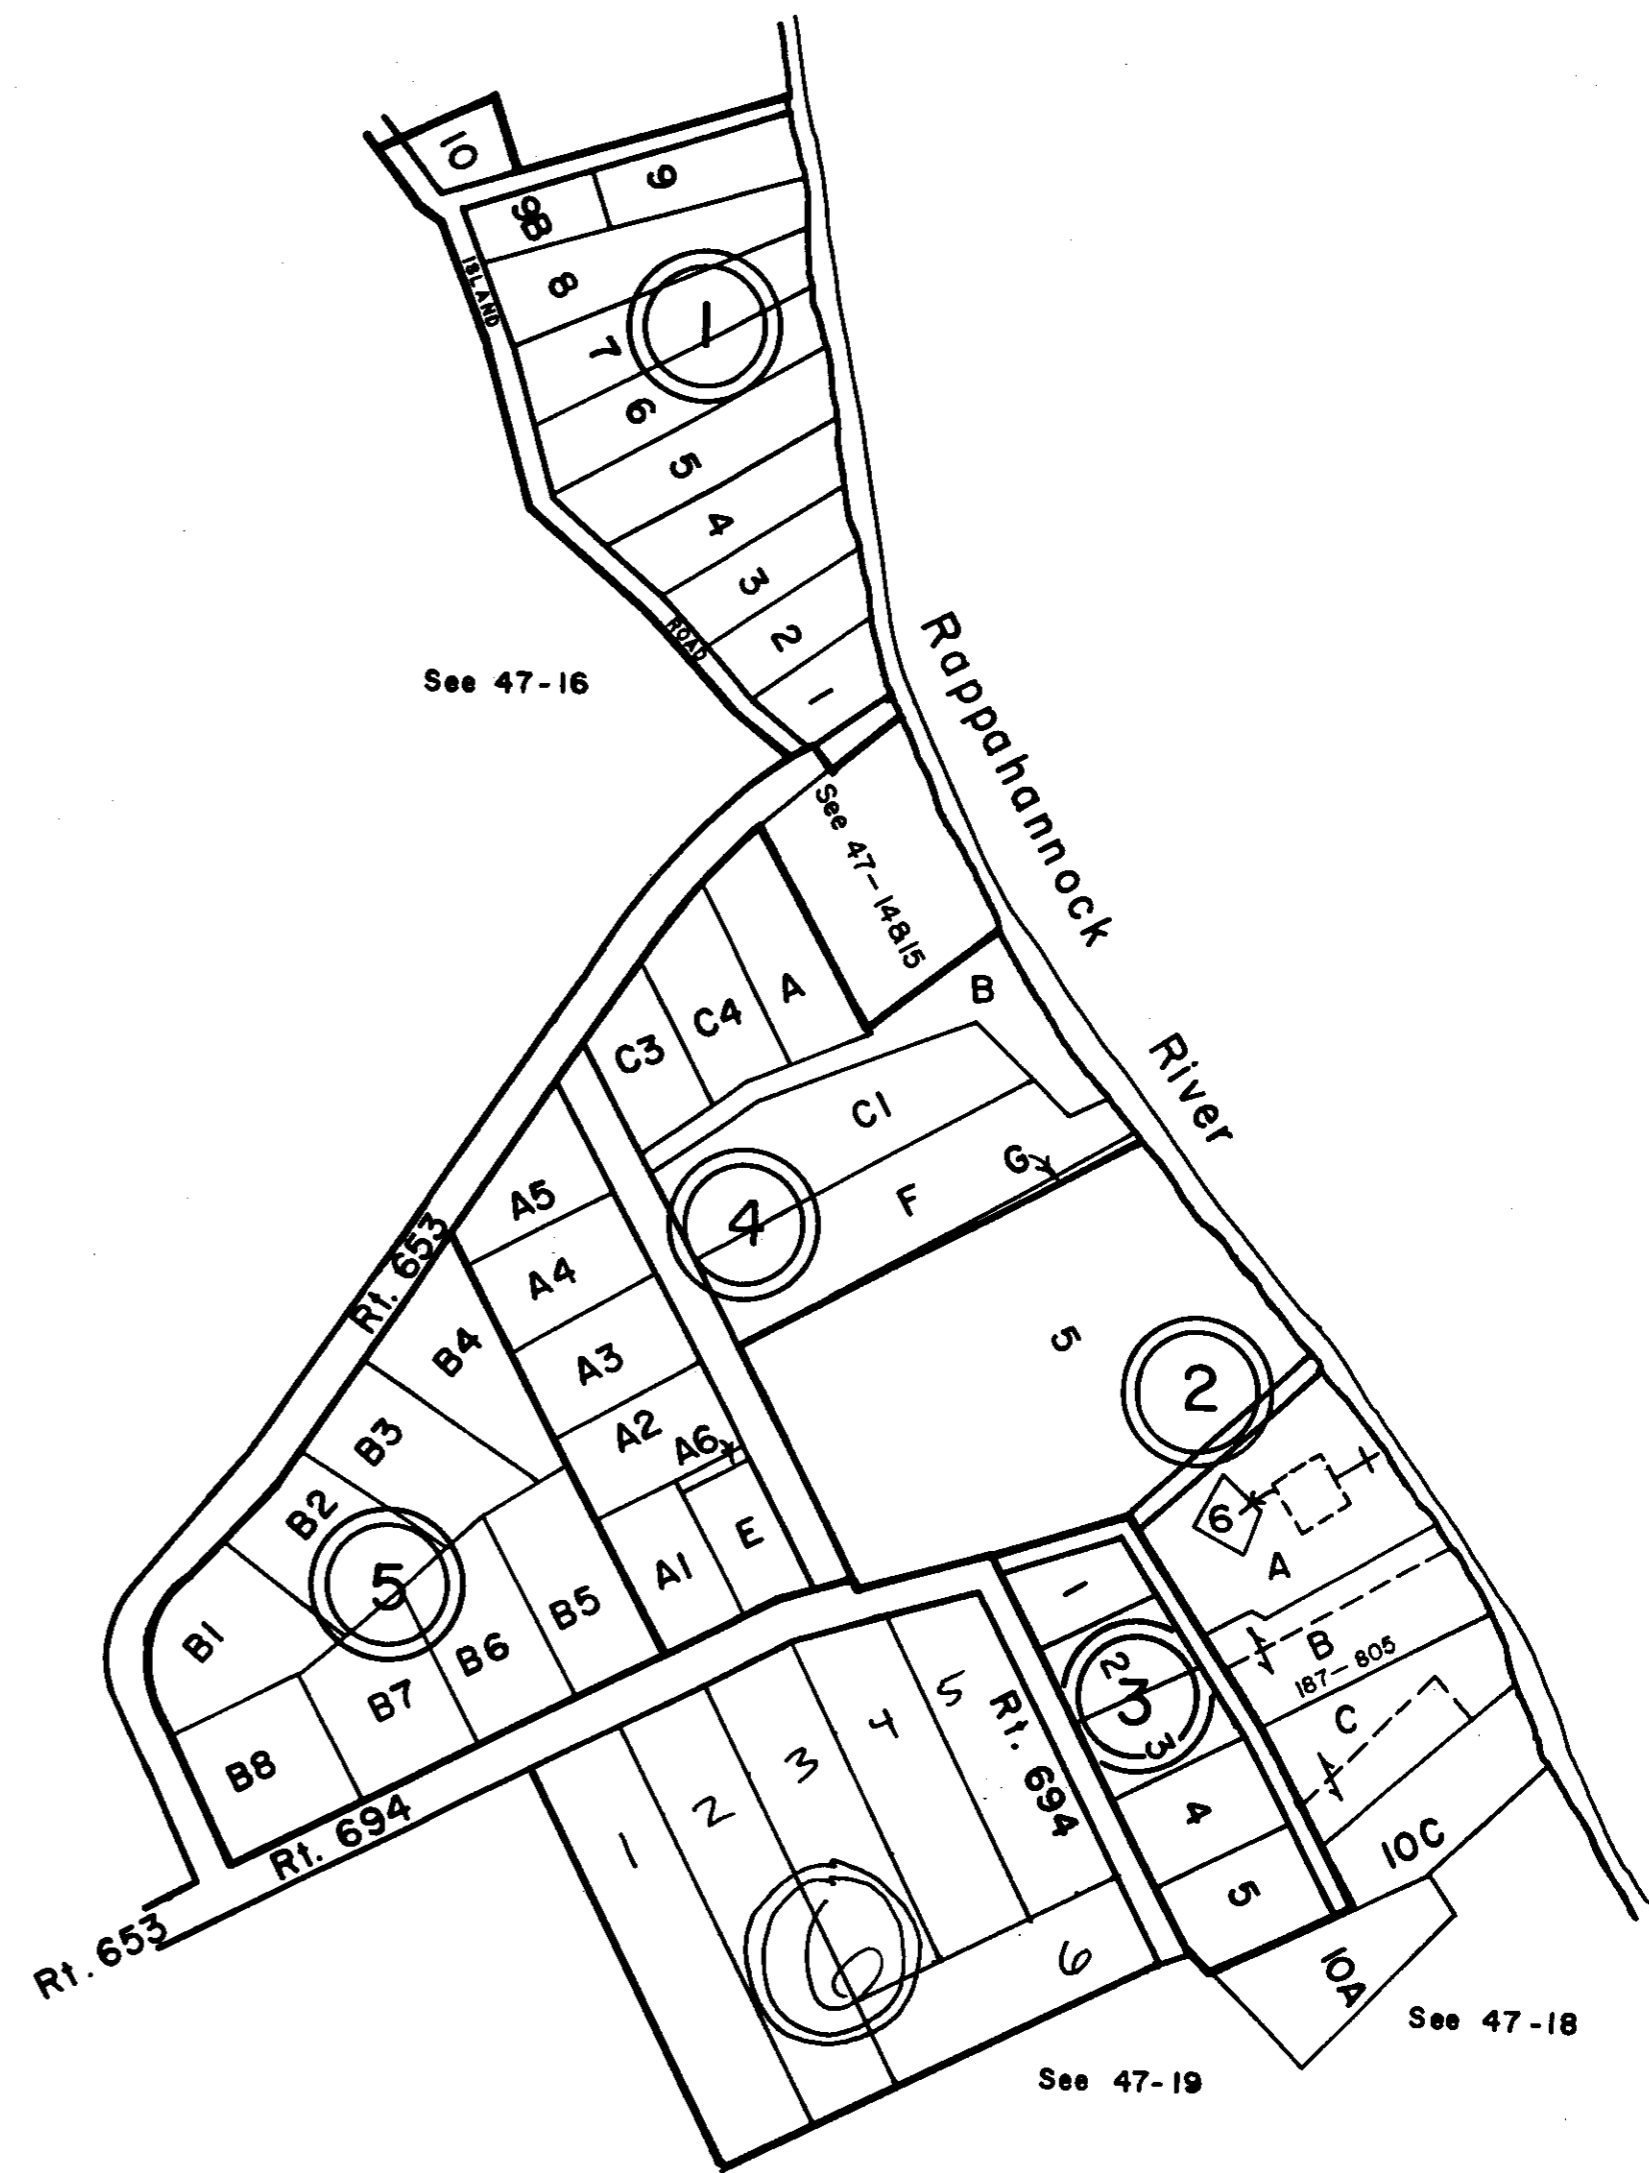 10
9
9B
8
ISLAND
1
7
6
5
4
3
ROAD
2
1
See 47-16
Rappahannock
River
See 47-14&15
B
A
C4
C3
C1
G
F
4
A5
A4
A3
A2
A6
A1
E
Rt. 653
B4
B3
B2
5
B1
B5
B6
B7
B8
5
2
6
A
B
187-805
C
10C
10A
1
2
3
3
4
5
Rt. 694
Rt. 694
Rt. 653
1
2
3
4
5
6
6
See 47-18
See 47-19